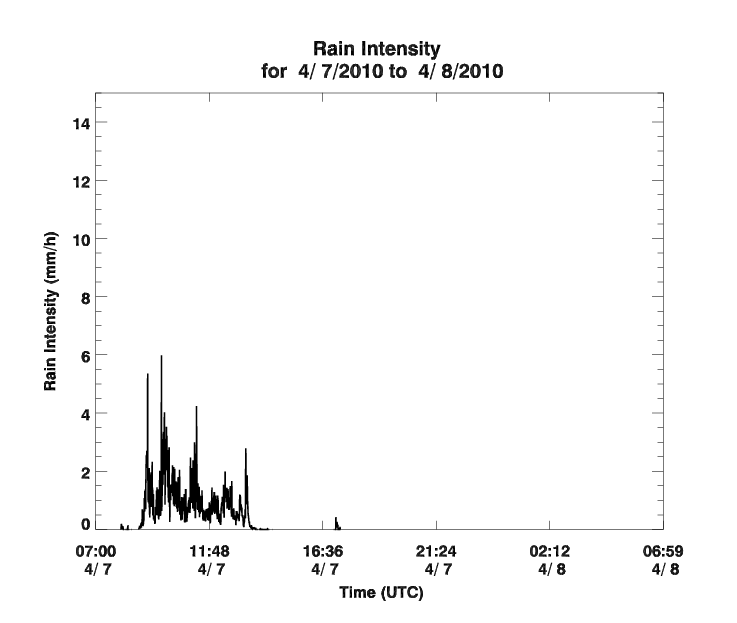 Rain Intensity
for  4/ 7/2010 to  4/ 8/2010
14
12
10
8
6
4
2
0
Rain Intensity (mm/h)
07:00 11:48 16:36 21:24 02:12 06:59
4/ 7 4/ 7 4/ 7 4/ 7 4/ 8 4/ 8
Time (UTC)